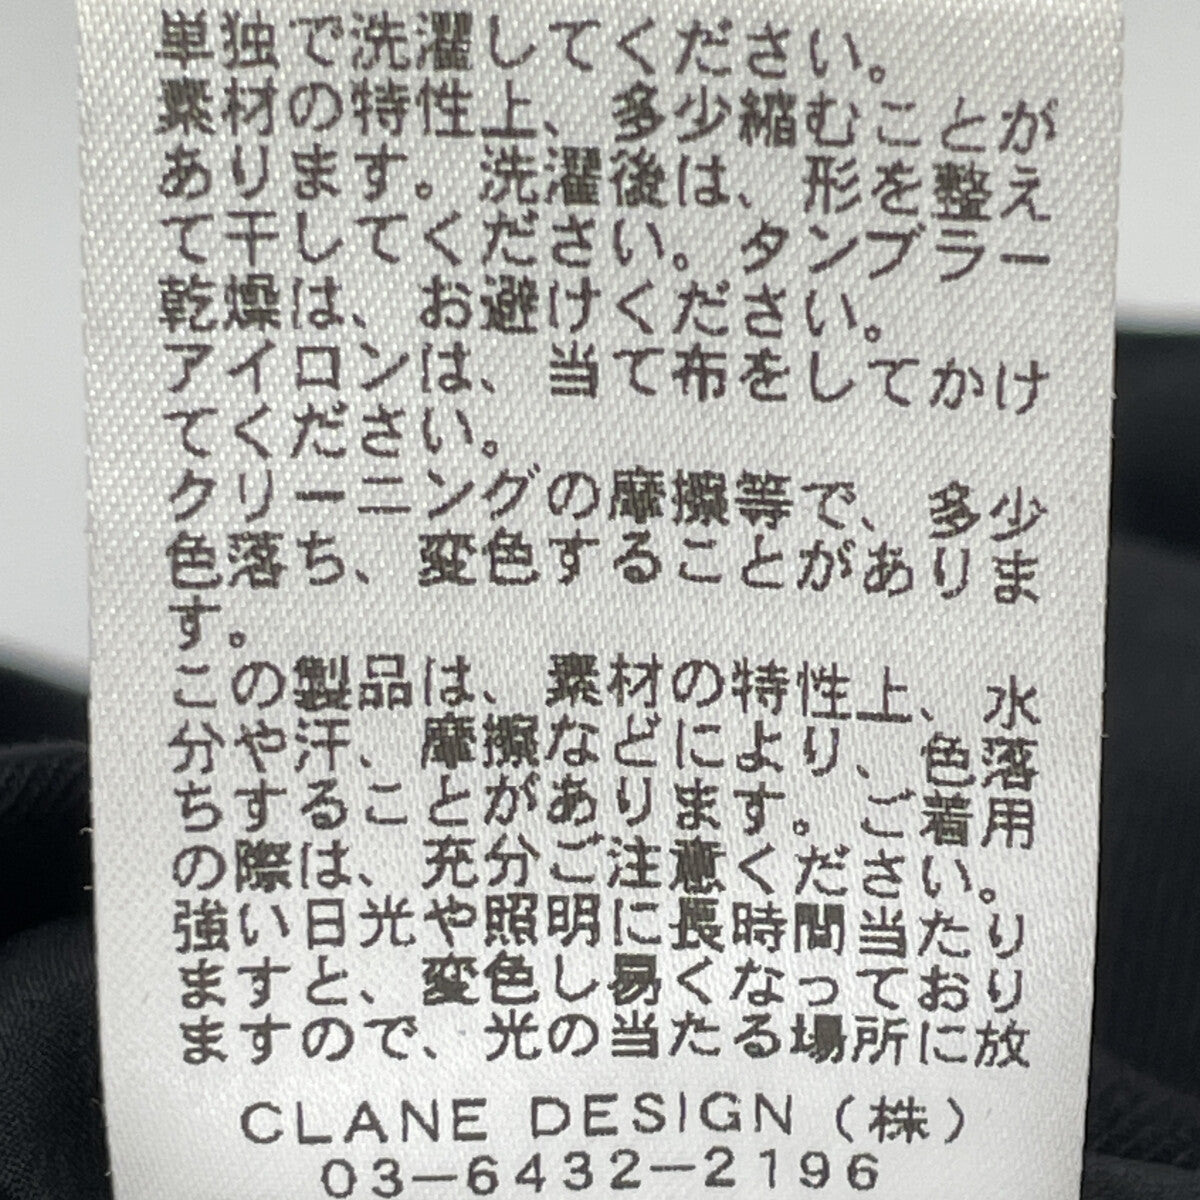 単独で洗濯してください。
素材の特性上、多少縮むことが
あります。洗濯後は、形を整え
て干してください。タンブラー
乾燥は、お避けください。
アイロンは、当て布をしてかけ
てください。
クリーニングの摩擦等で、多少
色落ち、変色することがありま
す。
この製品は、素材の特性上、水
分や汗、摩擦などにより、色落
ちすることがあります。ご着用
の際は、充分ご注意ください。
強い日光や照明に長時間当たり
ますと、変色し易くなっており
ますので、光の当たる場所に放
CLANE DESIGN(株)
03-6432-2196